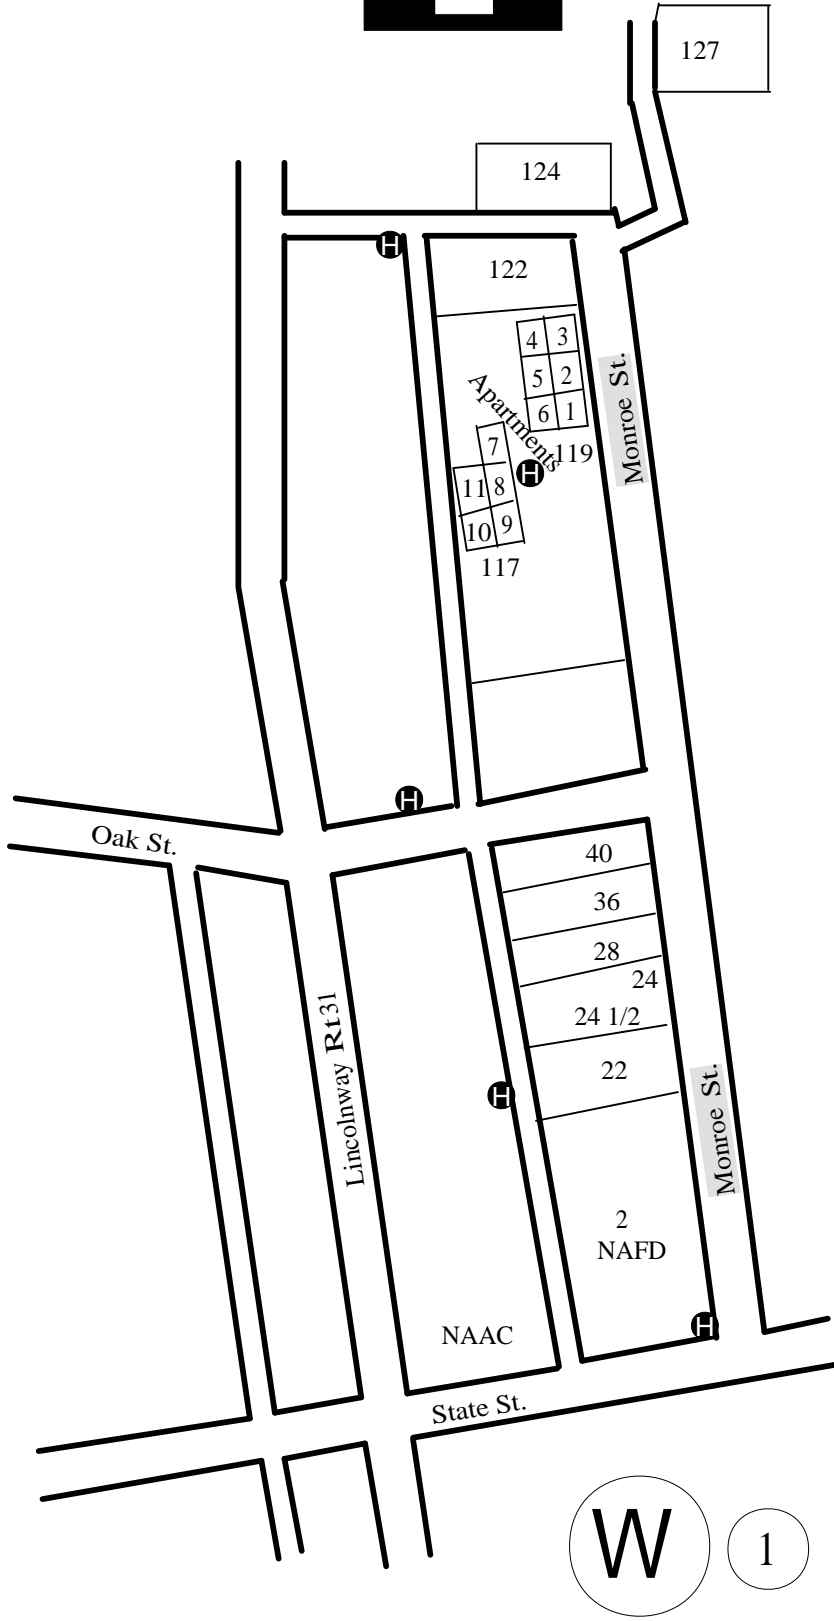 127
124
H
122
4 3
5 2
6 1
Apartments
119
H
7
11 8
10 9
117
Monroe St.
H
Oak St.
40
36
28
24
24 1/2
22
H
Lincolnway Rt31
Monroe St.
2
NAFD
H
NAAC
State St.
W 1